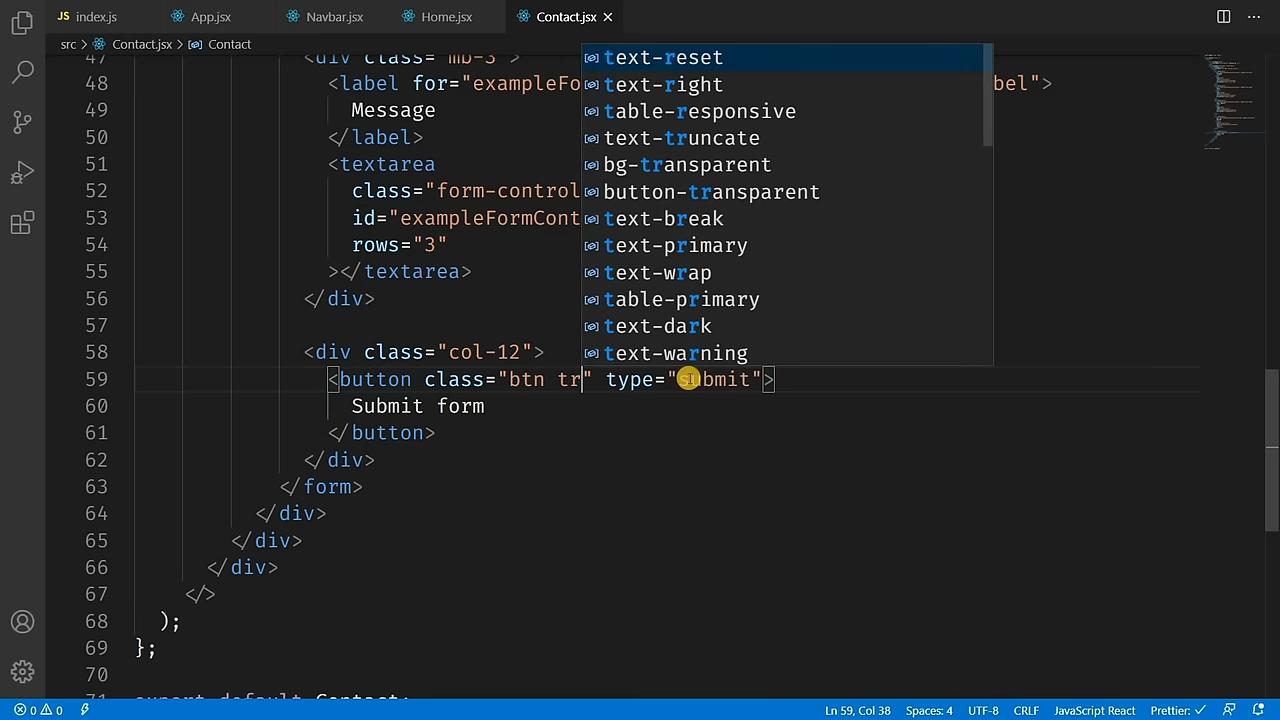 JS index.js App.jsx Navbar.jsx Home.jsx Contact.jsx
src > Contact.jsx > Contact
47 <div class="mb-3">
48 <label for="exampleFo bel">
49 Message
50 </label>
51 <textarea
52 class="form-control
53 id="exampleFormCont
54 rows="3"
55 ></textarea>
56 </div>
57
58 <div class="col-12">
59 <button class="btn tr" type="submit">
60 Submit form
61 </button>
62 </div>
63 </form>
64 </div>
65 </div>
66 </div>
67 </>
68 );
69 };
70
71 export default Contact;
text-reset
text-right
table-responsive
text-truncate
bg-transparent
button-transparent
text-break
text-primary
text-wrap
table-primary
text-dark
text-warning
0 0 Ln 59, Col 38 Spaces: 4 UTF-8 CRLF JavaScript React Prettier: ✓